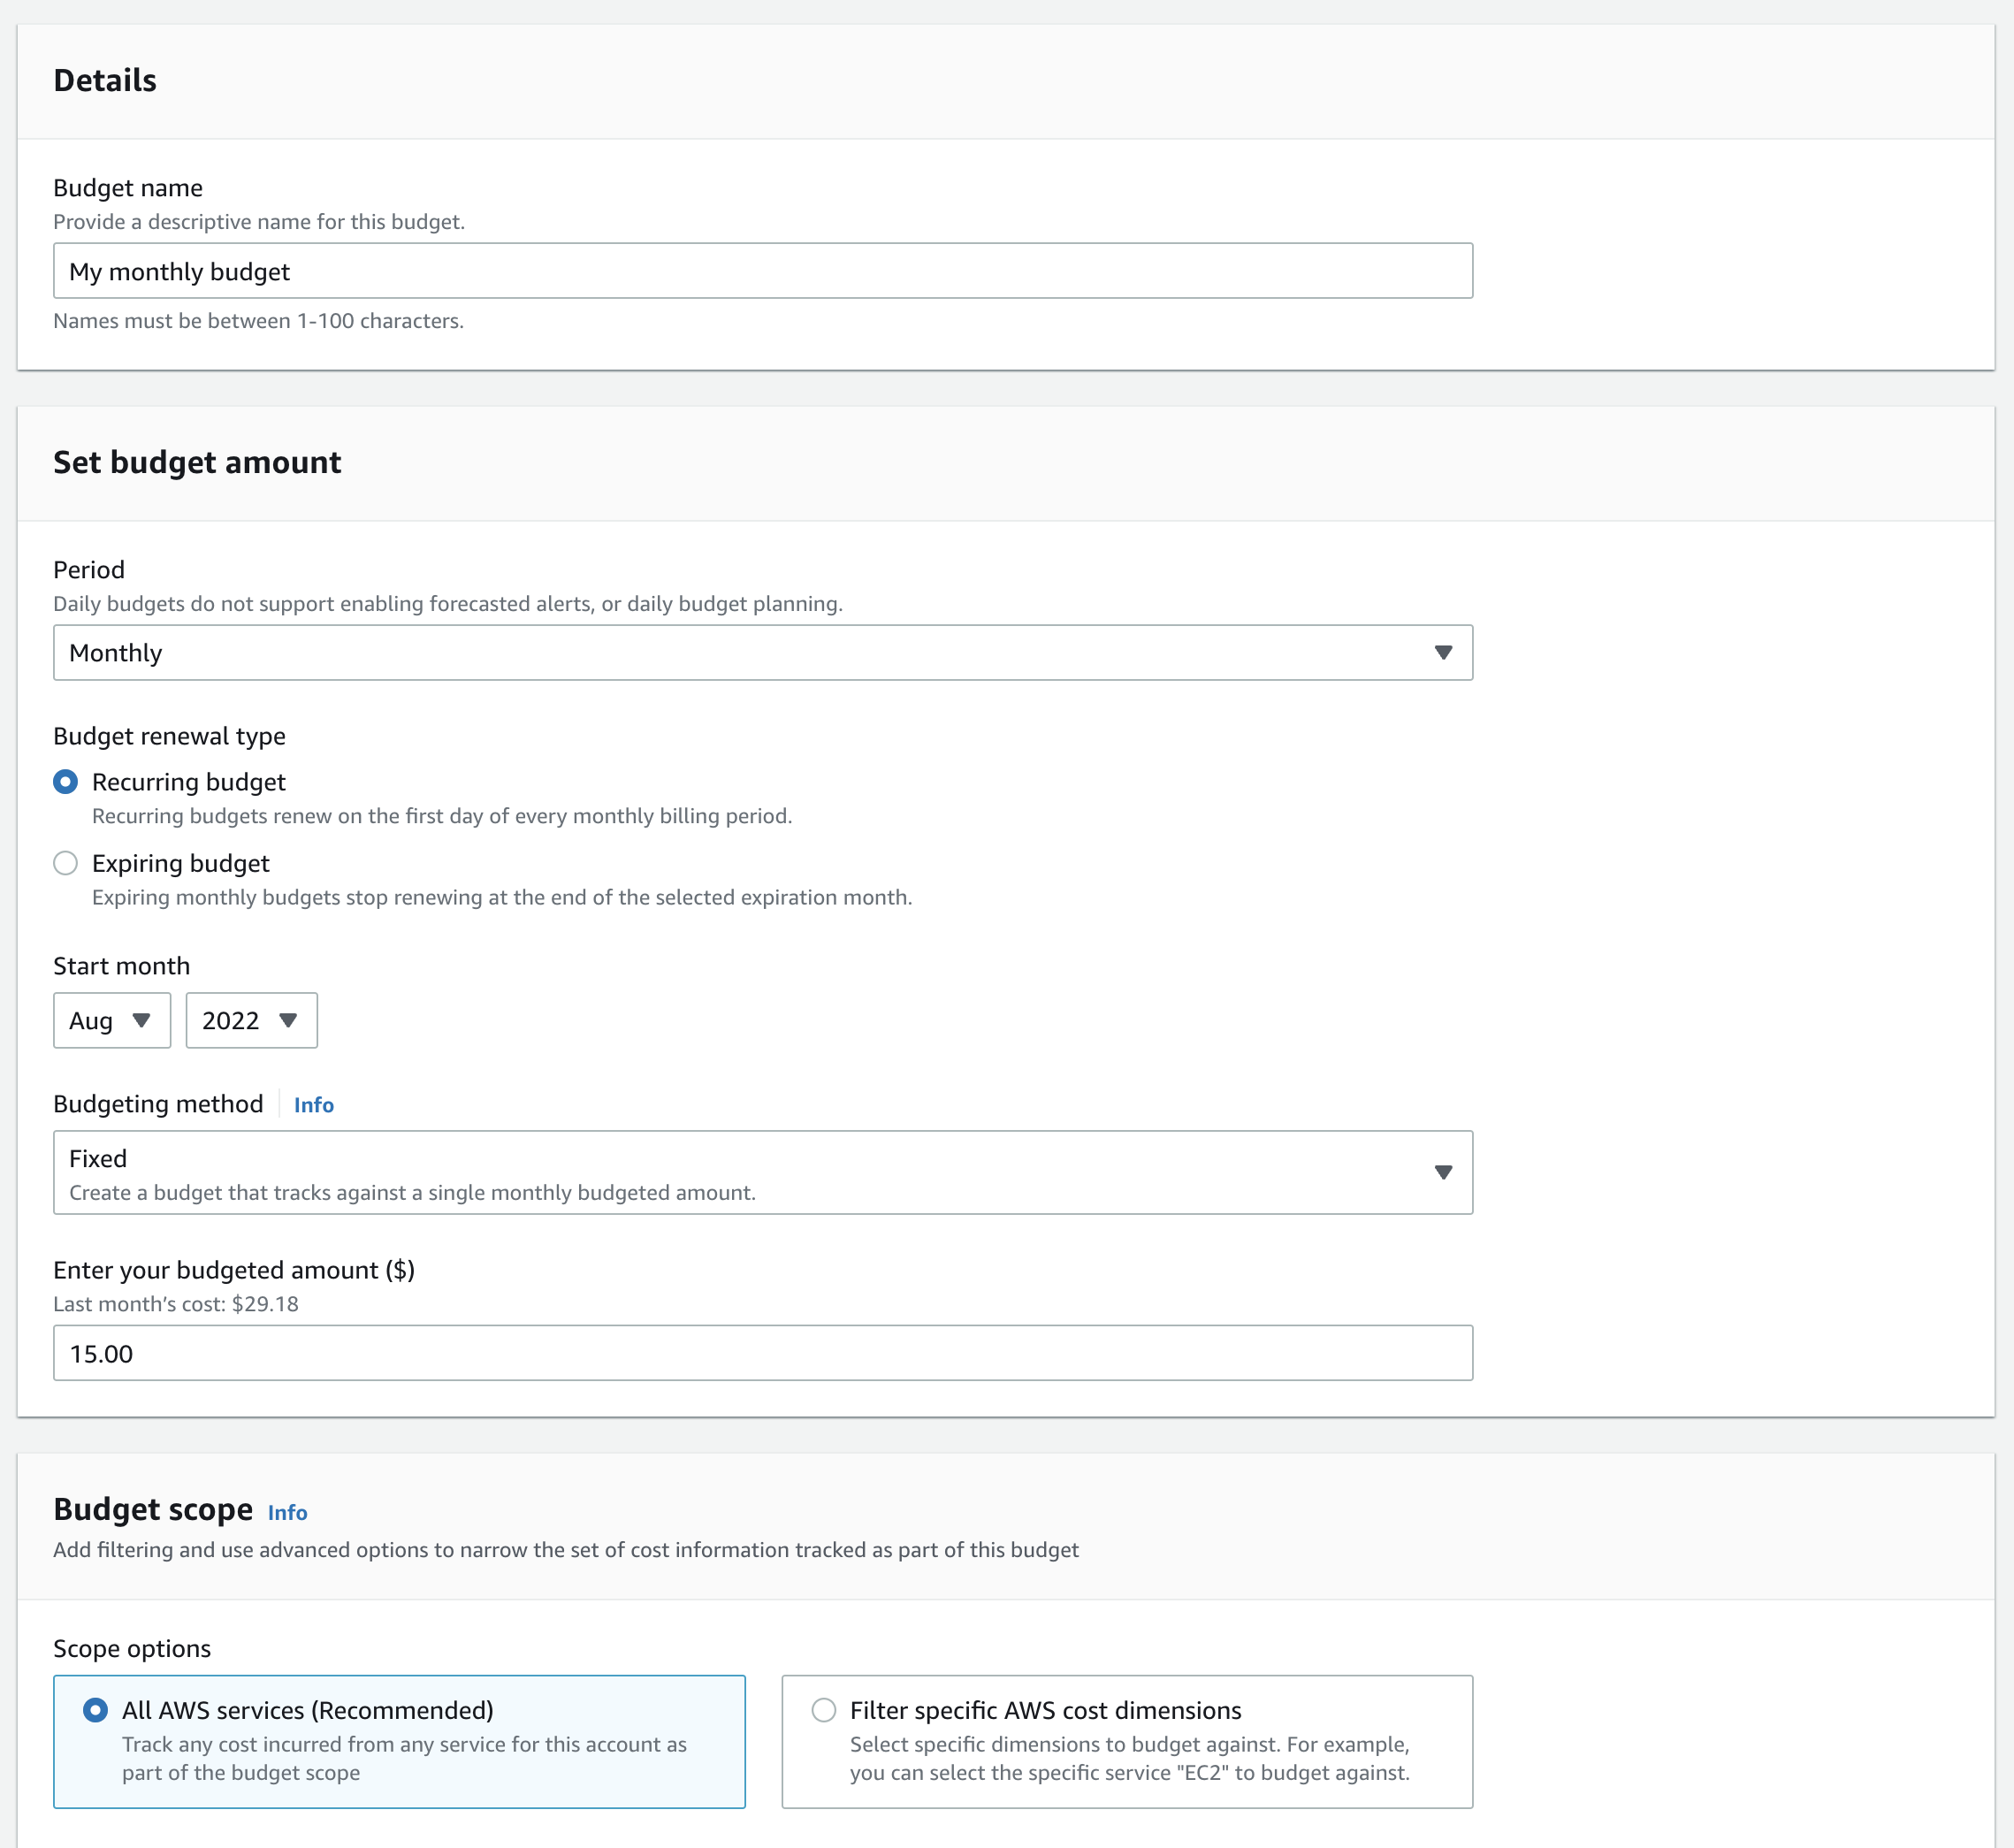 Details
Budget name
Provide a descriptive name for this budget.
My monthly budget
Names must be between 1-100 characters.
Set budget amount
Period
Daily budgets do not support enabling forecasted alerts, or daily budget planning.
Monthly
Budget renewal type
Recurring budget
Recurring budgets renew on the first day of every monthly billing period.
Expiring budget
Expiring monthly budgets stop renewing at the end of the selected expiration month.
Start month
Aug 2022
Budgeting method Info
Fixed
Create a budget that tracks against a single monthly budgeted amount.
Enter your budgeted amount ($)
Last month’s cost: $29.18
15.00
Budget scope Info
Add filtering and use advanced options to narrow the set of cost information tracked as part of this budget
Scope options
All AWS services (Recommended)
Track any cost incurred from any service for this account as
part of the budget scope
Filter specific AWS cost dimensions
Select specific dimensions to budget against. For example,
you can select the specific service "EC2" to budget against.